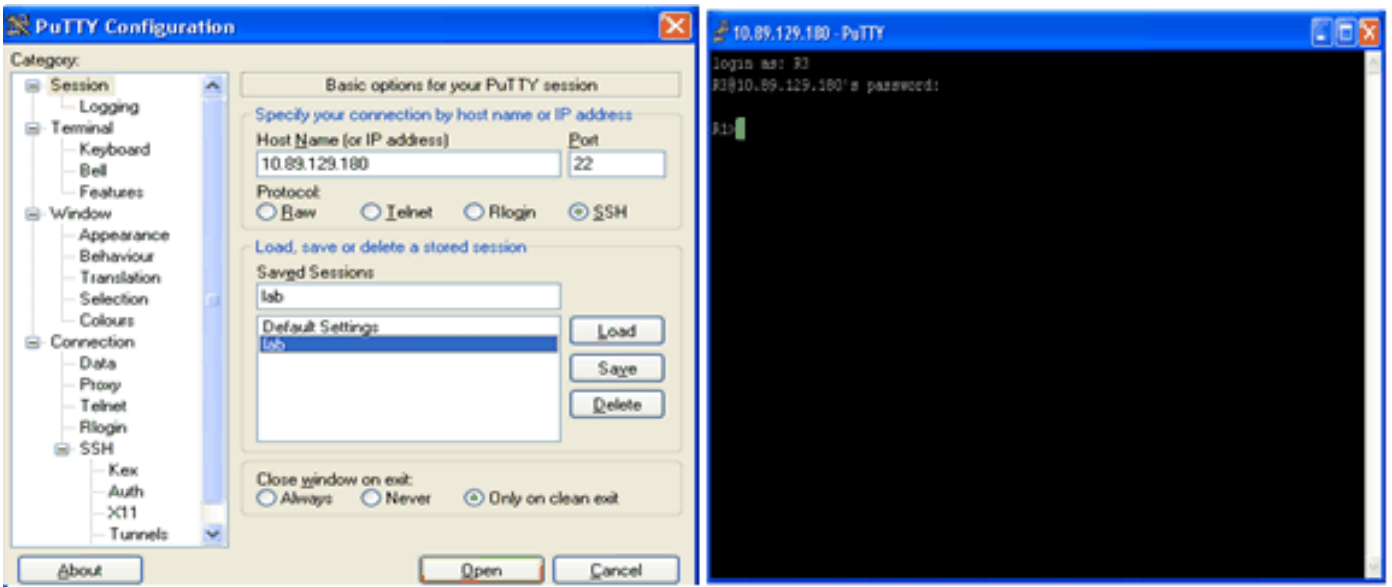 PuTTY Configuration
Category:
Session
Logging
Terminal
Keyboard
Bell
Features
Window
Appearance
Behaviour
Translation
Selection
Colours
Connection
Data
Proxy
Telnet
Rlogin
SSH
Kex
Auth
X11
Tunnels
Basic options for your PuTTY session
Specify your connection by host name or IP address
Host Name (or IP address) Port
10.89.129.180 22
Protocol:
Raw Telnet Rlogin SSH
Load, save or delete a stored session
Saved Sessions
lab
Default Settings
lab
Load
Save
Delete
Close window on exit:
Always Never Only on clean exit
About Open Cancel
10.89.129.180 - PuTTY
login as: R3
R3@10.89.129.180's password:
R1>